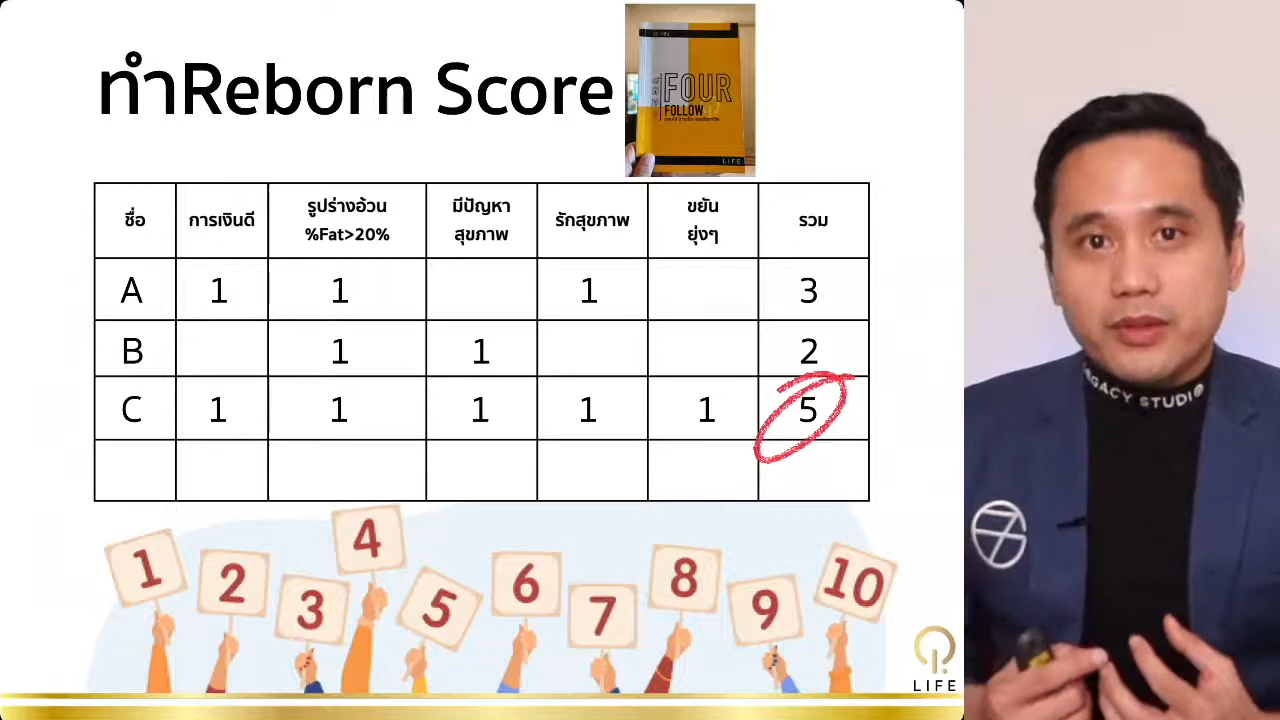 ทำReborn Score
FOUR
FOLLOW
LIFE
ชื่อ
การเงินดี
รูปร่างอ้วน
%Fat>20%
มีปัญหา
สุขภาพ
รักสุขภาพ
ขยัน
ยุ่งๆ
รวม
A 1 1 1 3
B 1 1 2
C 1 1 1 1 1 5
1 2 3 4 5 6 7 8 9 10
LIFE
LEGACY STUDIO